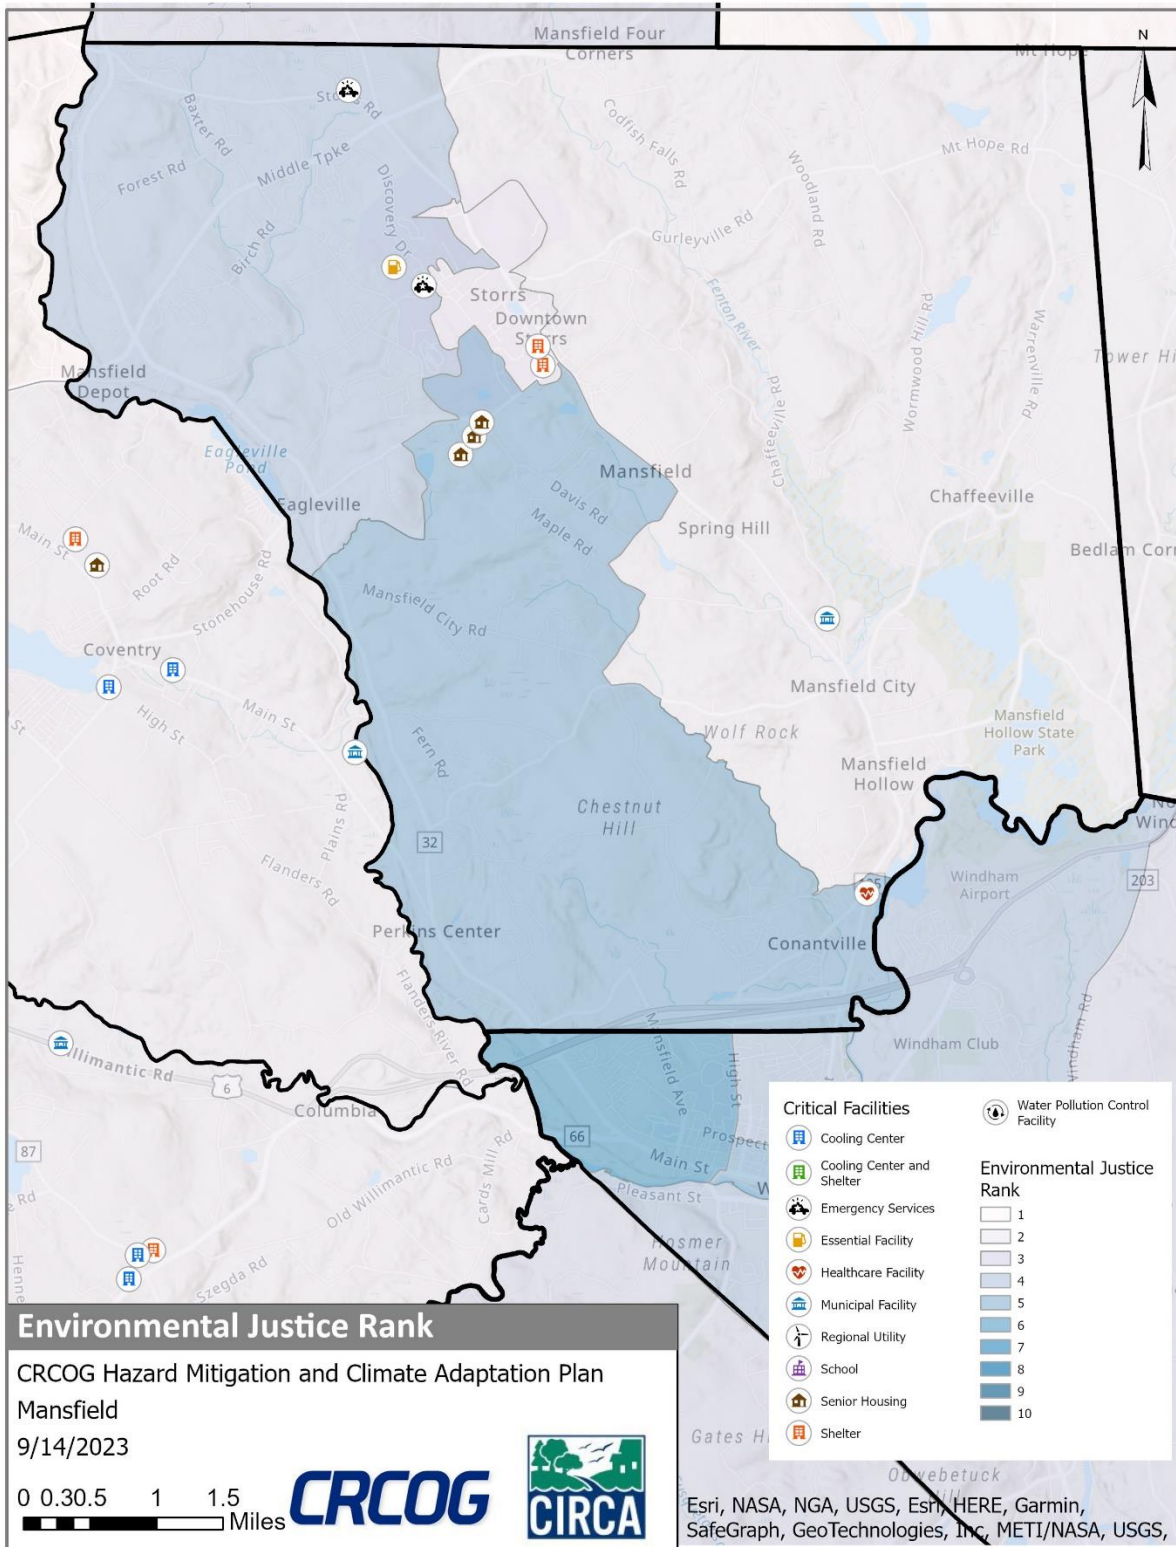 Mansfield Four
Corners
Mt Hope
N
Storrs Rd
Baxter Rd
Codfish Falls Rd
Middle Tpke
Mt Hope Rd
Woodland Rd
Forest Rd
Discovery Dr
Birch Rd
Gurleyville Rd
Storrs
Downtown
Storrs
Fenton River
Wormwood Hill Rd
Warrenville Rd
Mansfield
Depot
Chaffeeville Rd
Eagleville
Pond
Mansfield
Eagleville
Davis Rd
Maple Rd
Spring Hill
Chaffeeville
Main St
Root Rd
Stonehouse Rd
Mansfield City Rd
Coventry
Mansfield City
High St
Main St
St
Fern Rd
Wolf Rock
Mansfield
Hollow State
Park
Mansfield
Hollow
Plains Rd
Chestnut
Hill
32
Flanders Rd
Windham
Airport
203
Perkins Center
Conantville
Flanders River Rd
Windham Rd
Windham Club
Mansfield Ave
High St
6
Columbia
87
66
Main St
Prospect
Pleasant St
Old Willimantic Rd
Cards Mill Rd
Hosmer
Mountain
Szegda Rd
Critical Facilities
Cooling Center
Cooling Center and
Shelter
Emergency Services
Essential Facility
Healthcare Facility
Municipal Facility
Regional Utility
School
Senior Housing
Shelter
Water Pollution Control
Facility
Environmental Justice
Rank
1
2
3
4
5
6
7
8
9
10
Environmental Justice Rank
CRCOG Hazard Mitigation and Climate Adaptation Plan
Mansfield
9/14/2023
0 0.30.5 1 1.5
Miles
CRCOG
CIRCA
Esri, NASA, NGA, USGS, Esri, HERE, Garmin,
SafeGraph, GeoTechnologies, Inc, METI/NASA, USGS,